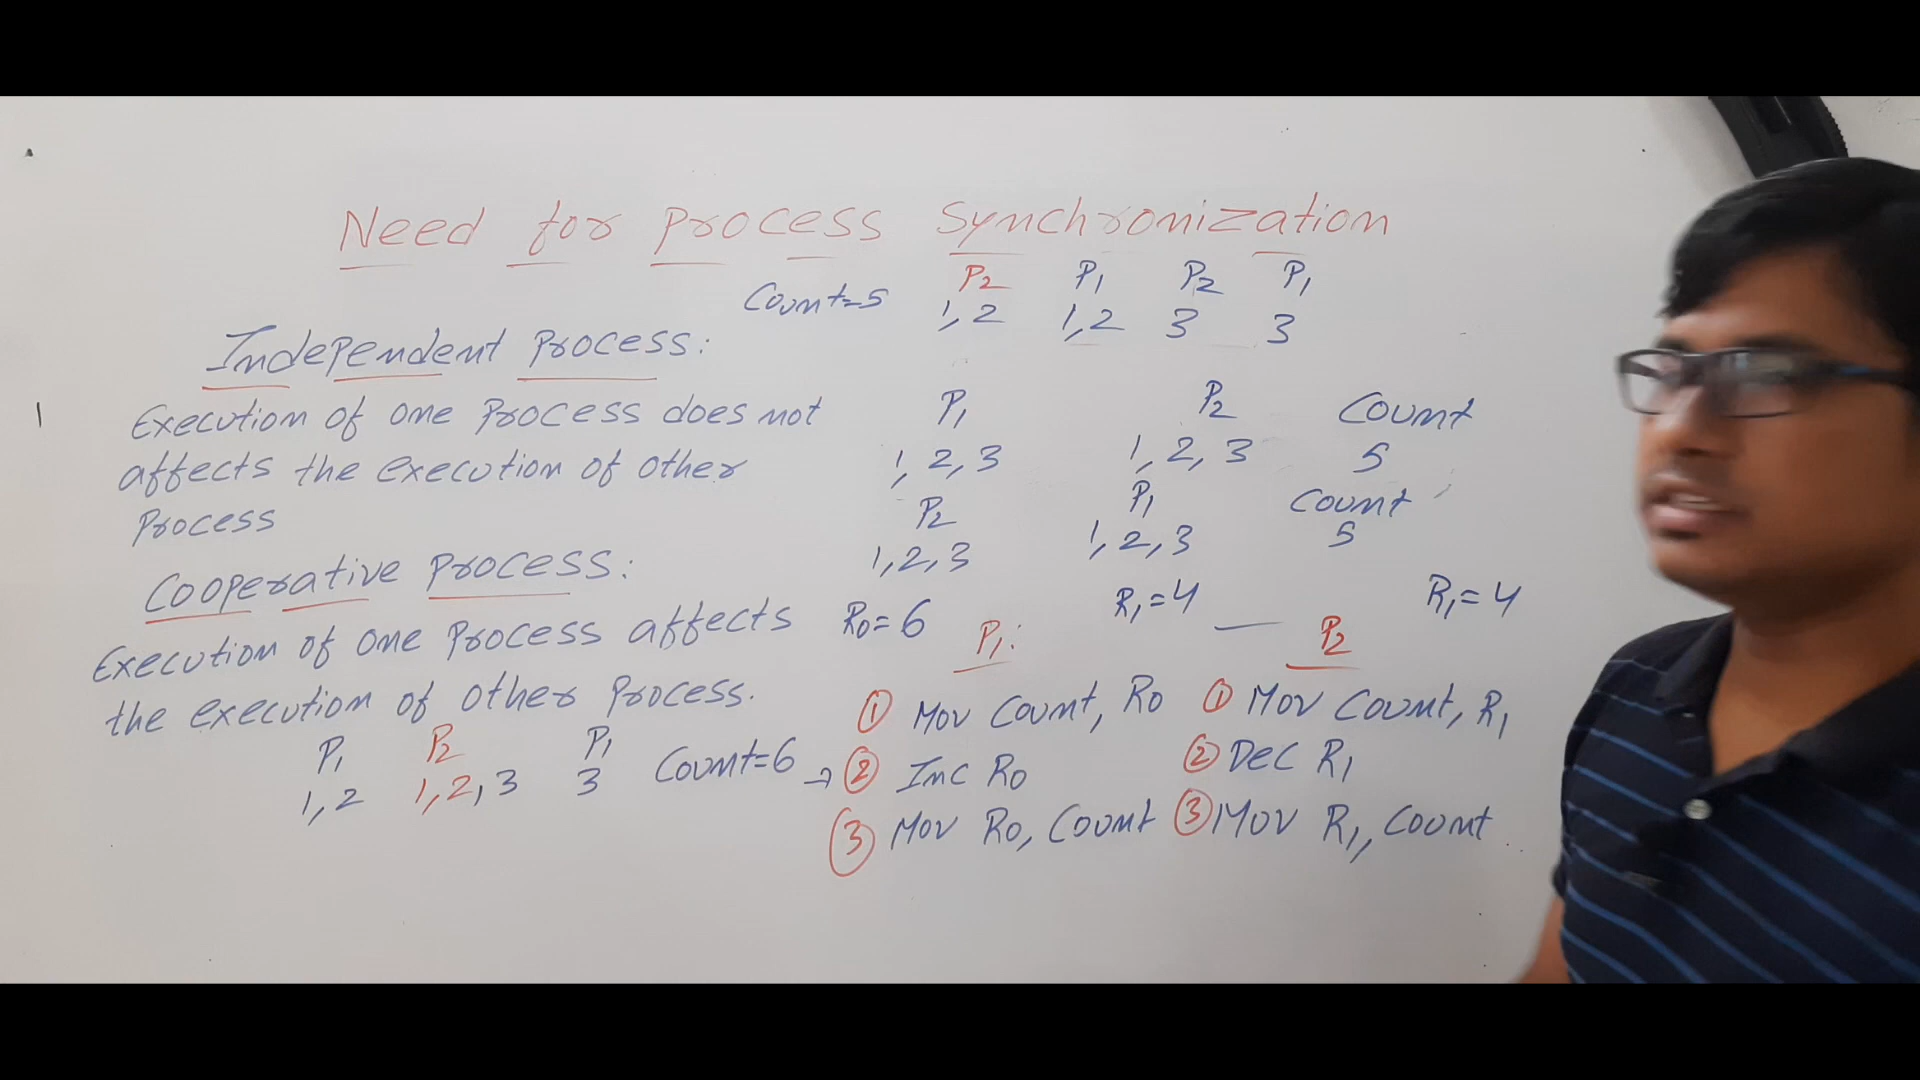 Need for Process Synchronization
Count=5 P2 P1 P2 P1
1,2 1,2 3 3
Independent Process:
Execution of one Process does not
affects the execution of other
Process
P1 P2 Count
1, 2, 3 1, 2, 3 5
P2 P1 Count
1, 2, 3 1, 2, 3 5
Cooperative Process:
Execution of one Process affects
the execution of other Process.
P1 P2 P1 Count=6
1,2 1,2,3 3
R0=6 R1=4 R1=4
P1: P2
① Mov Count, R0 ① Mov Count, R1
→ ② Inc R0 ② Dec R1
③ Mov R0, Count ③ Mov R1, Count